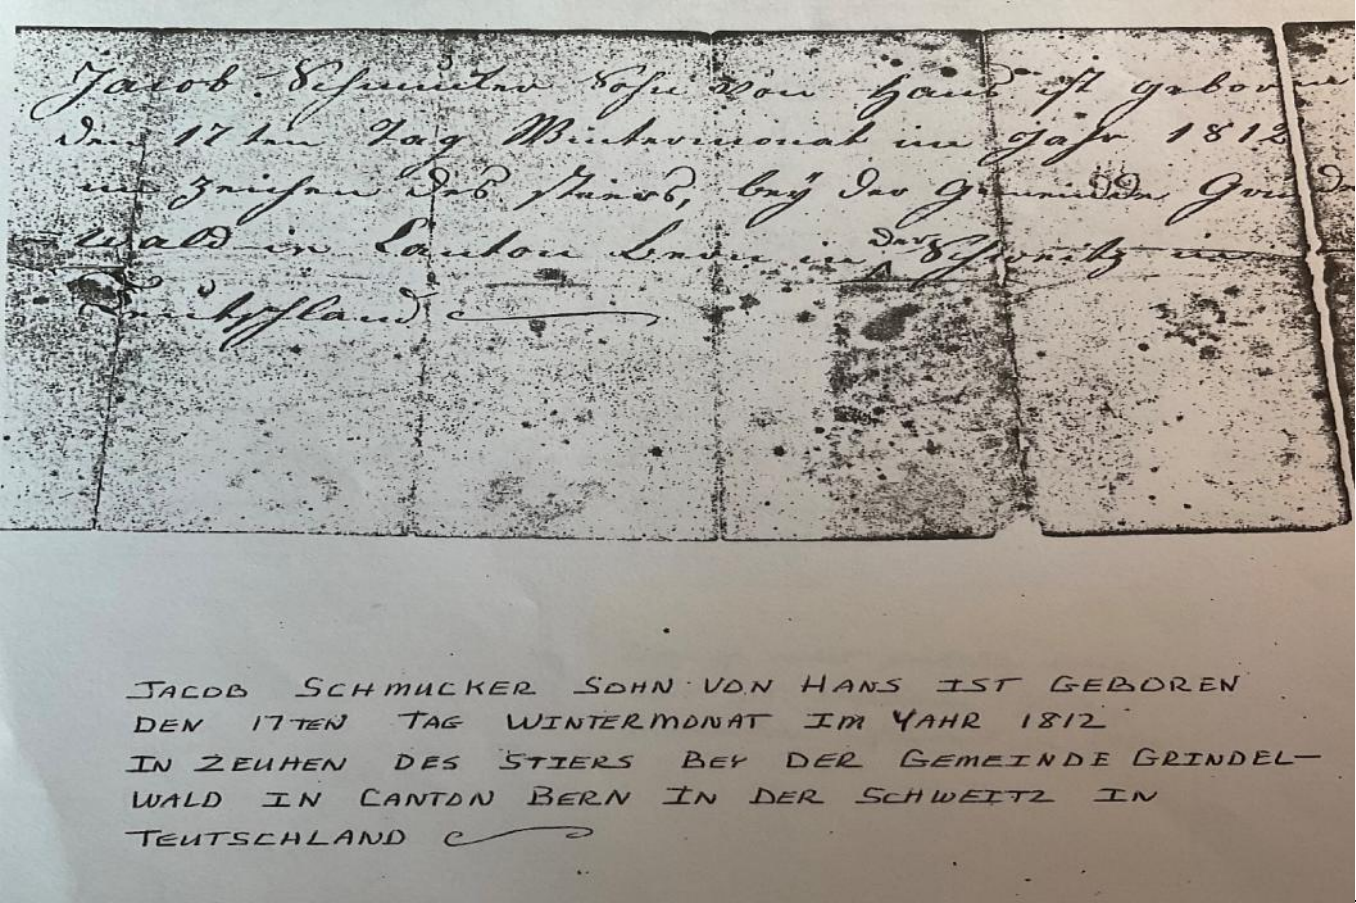 Jacob Schmucker Sohn von Hans ist geboren
den 17ten Tag Wintermonat im Jahr 1812
im Zeichen des Stiers, bey der Gemeindde Grindel
wald in Canton Bern in der Schweitz in
Teutschland
JACOB SCHMUCKER SOHN VON HANS IST GEBOREN
DEN 17TEN TAG WINTERMONAT IM YAHR 1812
IN ZEUHEN DES STIERS BEY DER GEMEINDE GRINDEL-
WALD IN CANTON BERN IN DER SCHWEITZ IN
TEUTSCHLAND